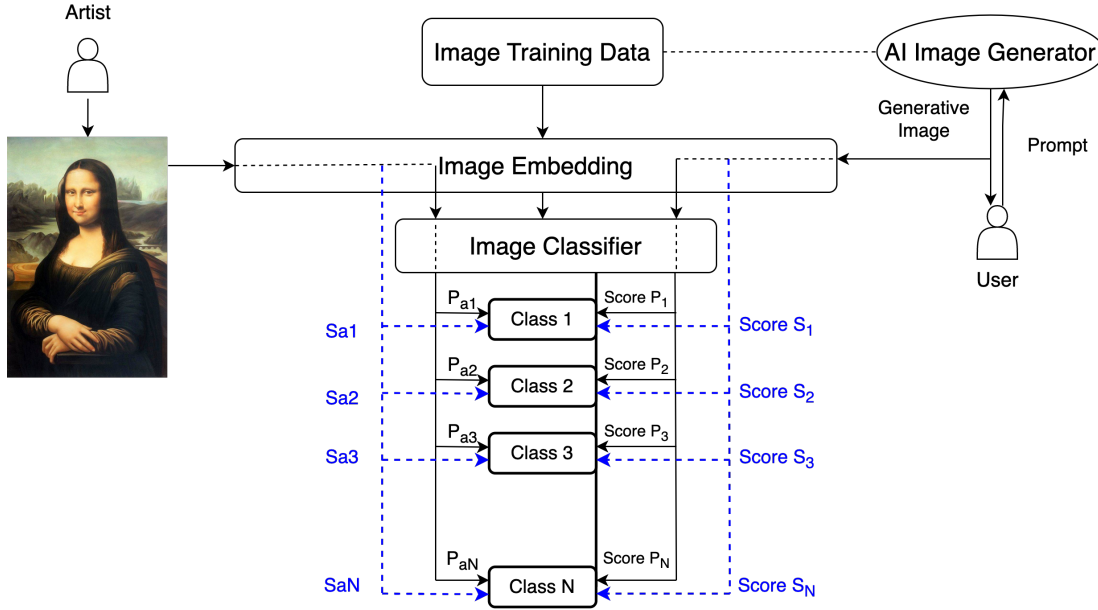 Artist
Image Training Data
AI Image Generator
Generative
Image
Prompt
Image Embedding
Image Classifier
User
Pa1
Score P1
Class 1
Sa1
Score S1
Pa2
Score P2
Class 2
Sa2
Score S2
Pa3
Score P3
Class 3
Sa3
Score S3
PaN
Score PN
Class N
SaN
Score SN